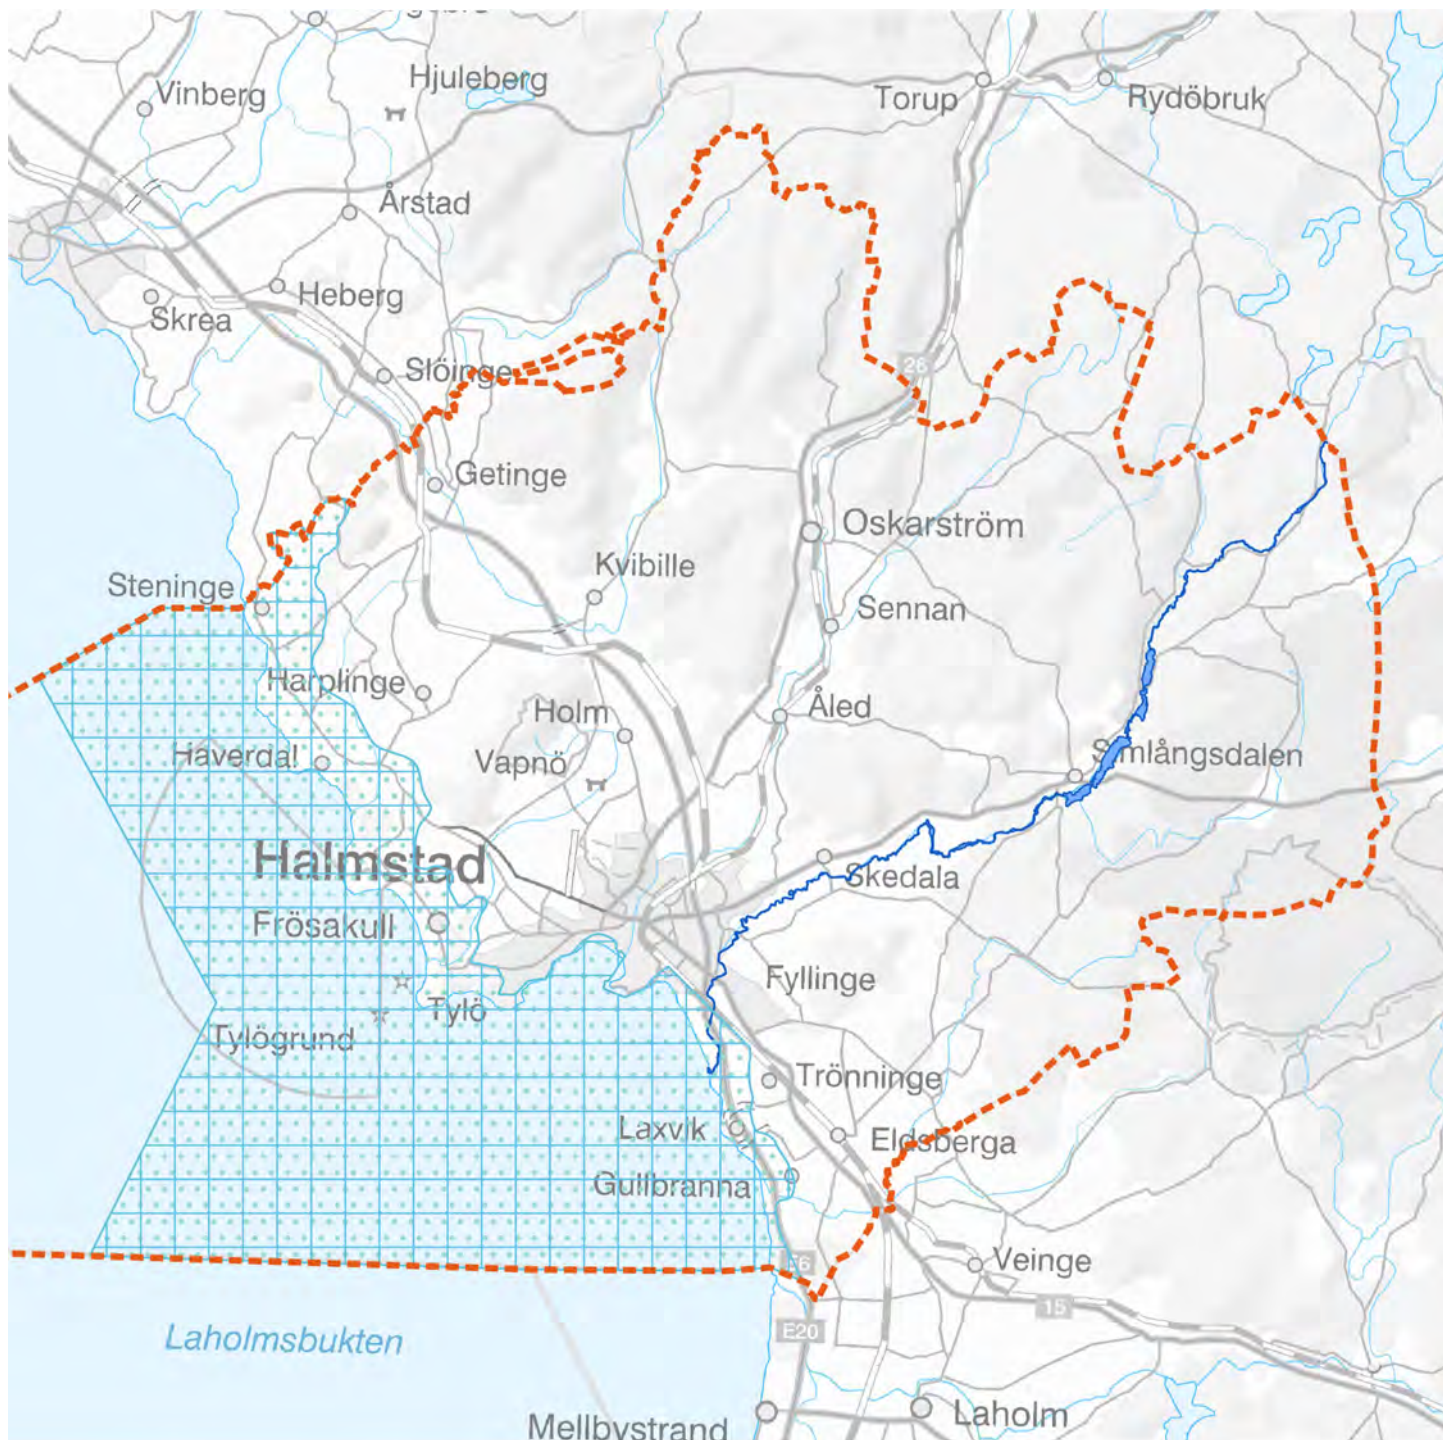 Hjuleberg
Vinberg
Torup
Rydöbruk
Årstad
Heberg
Skrea
Slöinge
26
Getinge
Oskarström
Kvibille
Steninge
Sennan
Harplinge
Holm
Åled
Vapnö
Haverdal
Simlångsdalen
Halmstad
Skedala
Frösakull
Fyllinge
Tylö
Tylögrund
Trönninge
Laxvik
Eldsberga
Gullbranna
E6
Veinge
15
E20
Laholmsbukten
Mellbystrand
Laholm